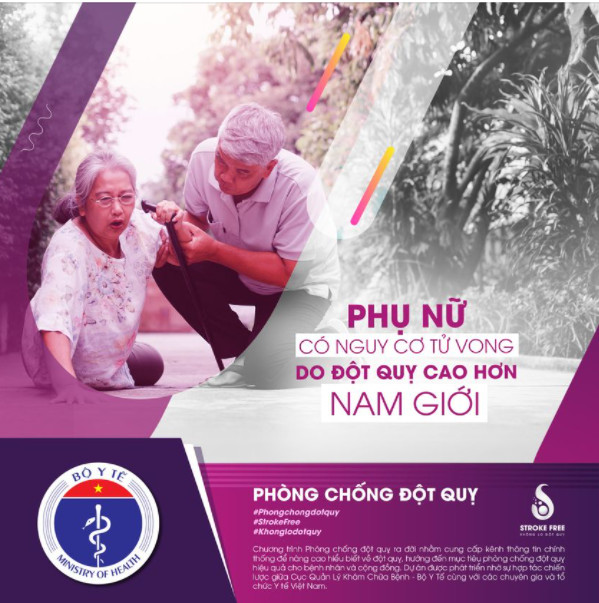 PHỤ NỮ
CÓ NGUY CƠ TỬ VONG
DO ĐỘT QUỴ CAO HƠN
NAM GIỚI
BỘ Y TẾ
MINISTRY OF HEALTH
PHÒNG CHỐNG ĐỘT QUỴ
#Phongchongdotquy
#StrokeFree
#Khonglodotquy
STROKE FREE
KHÔNG LO ĐỘT QUỴ
Chương trình Phòng chống đột quỵ ra đời nhằm cung cấp kênh thông tin chính
thống để nâng cao hiểu biết về đột quỵ, hướng đến mục tiêu phòng chống đột quỵ
hiệu quả cho bệnh nhân và cộng đồng. Dự án được phát triển nhờ sự hợp tác chiến
lược giữa Cục Quản Lý Khám Chữa Bệnh - Bộ Y Tế cùng với các chuyên gia và tổ
chức Y tế Việt Nam.